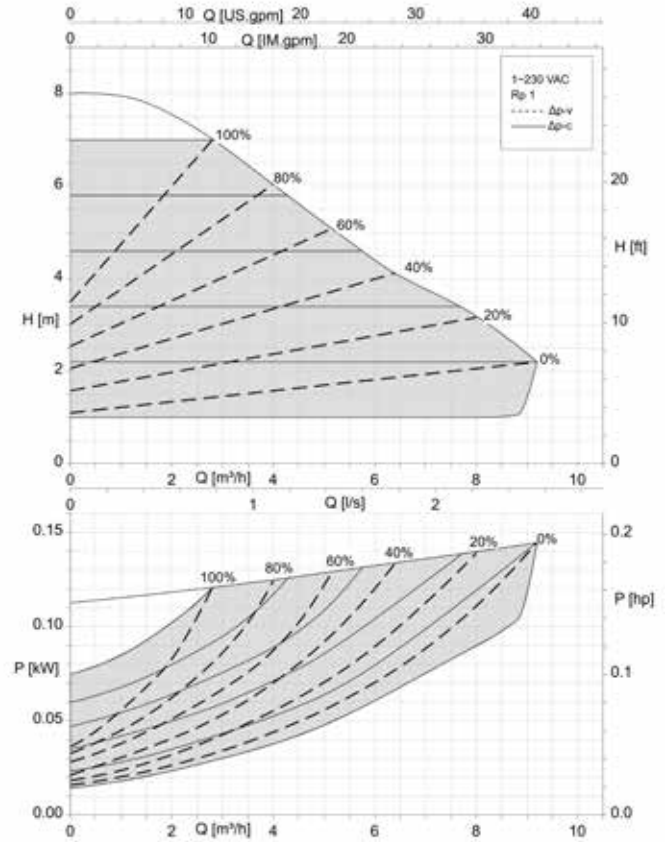 0 10 Q [US.gpm] 20 30 40
0 10 Q [IM.gpm] 20 30
1~230 VAC
Rp 1
Δp-v
Δp-c
8
100%
80%
6
20
60%
H [ft]
40%
4
H [m]
20%
10
0%
2
0
0
0 2 Q [m³/h] 4 6 8 10
0 1 Q [l/s] 2
0.15
0.2
0%
20%
40%
60%
80%
100%
P [hp]
0.10
P [kW]
0.1
0.05
0.00
0.0
0 2 Q [m³/h] 4 6 8 10